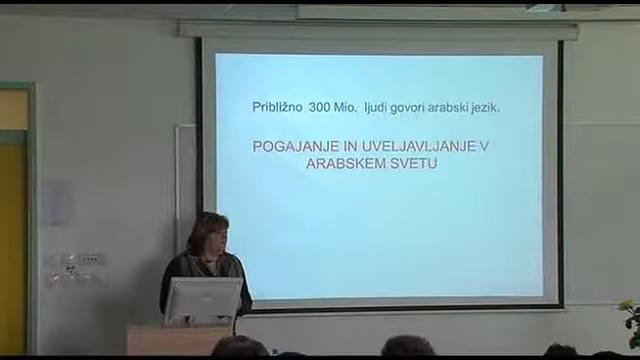 Približno 300 Mio. ljudi govori arabski jezik.
POGAJANJE IN UVELJAVLJANJE V
ARABSKEM SVETU